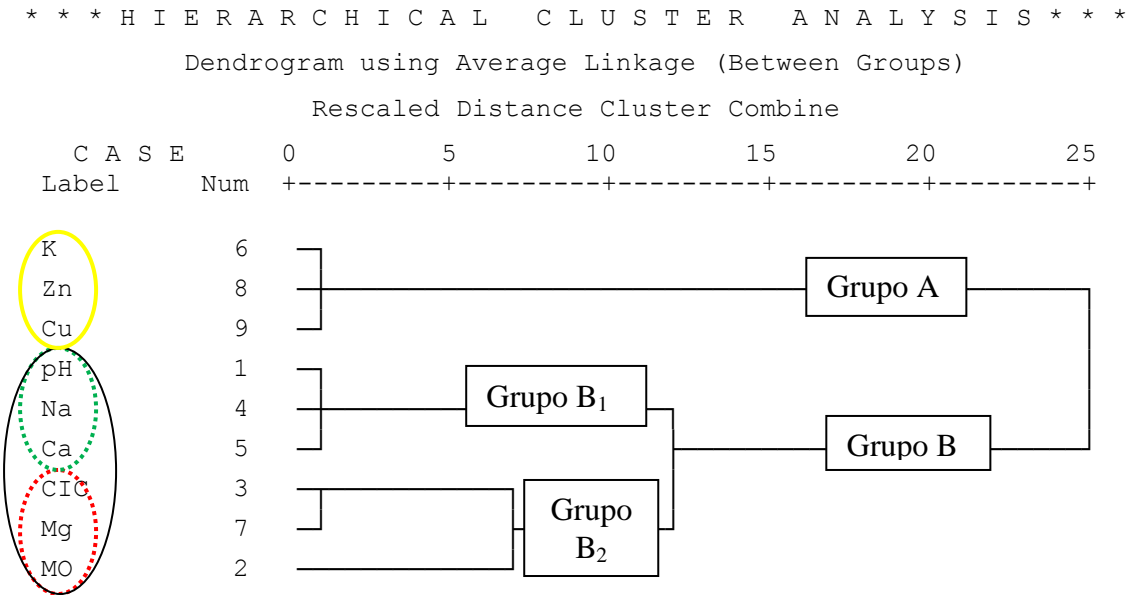 * * * H I E R A R C H I C A L   C L U S T E R   A N A L Y S I S * * *
Dendrogram using Average Linkage (Between Groups)
Rescaled Distance Cluster Combine
C A S E 0 5 10 15 20 25
Label Num +---------+---------+---------+---------+---------+
K 6
Zn 8 Grupo A
Cu 9
pH 1
Na 4 Grupo B₁
Ca 5 Grupo B
CIC 3
Mg 7 Grupo
B₂
MO 2